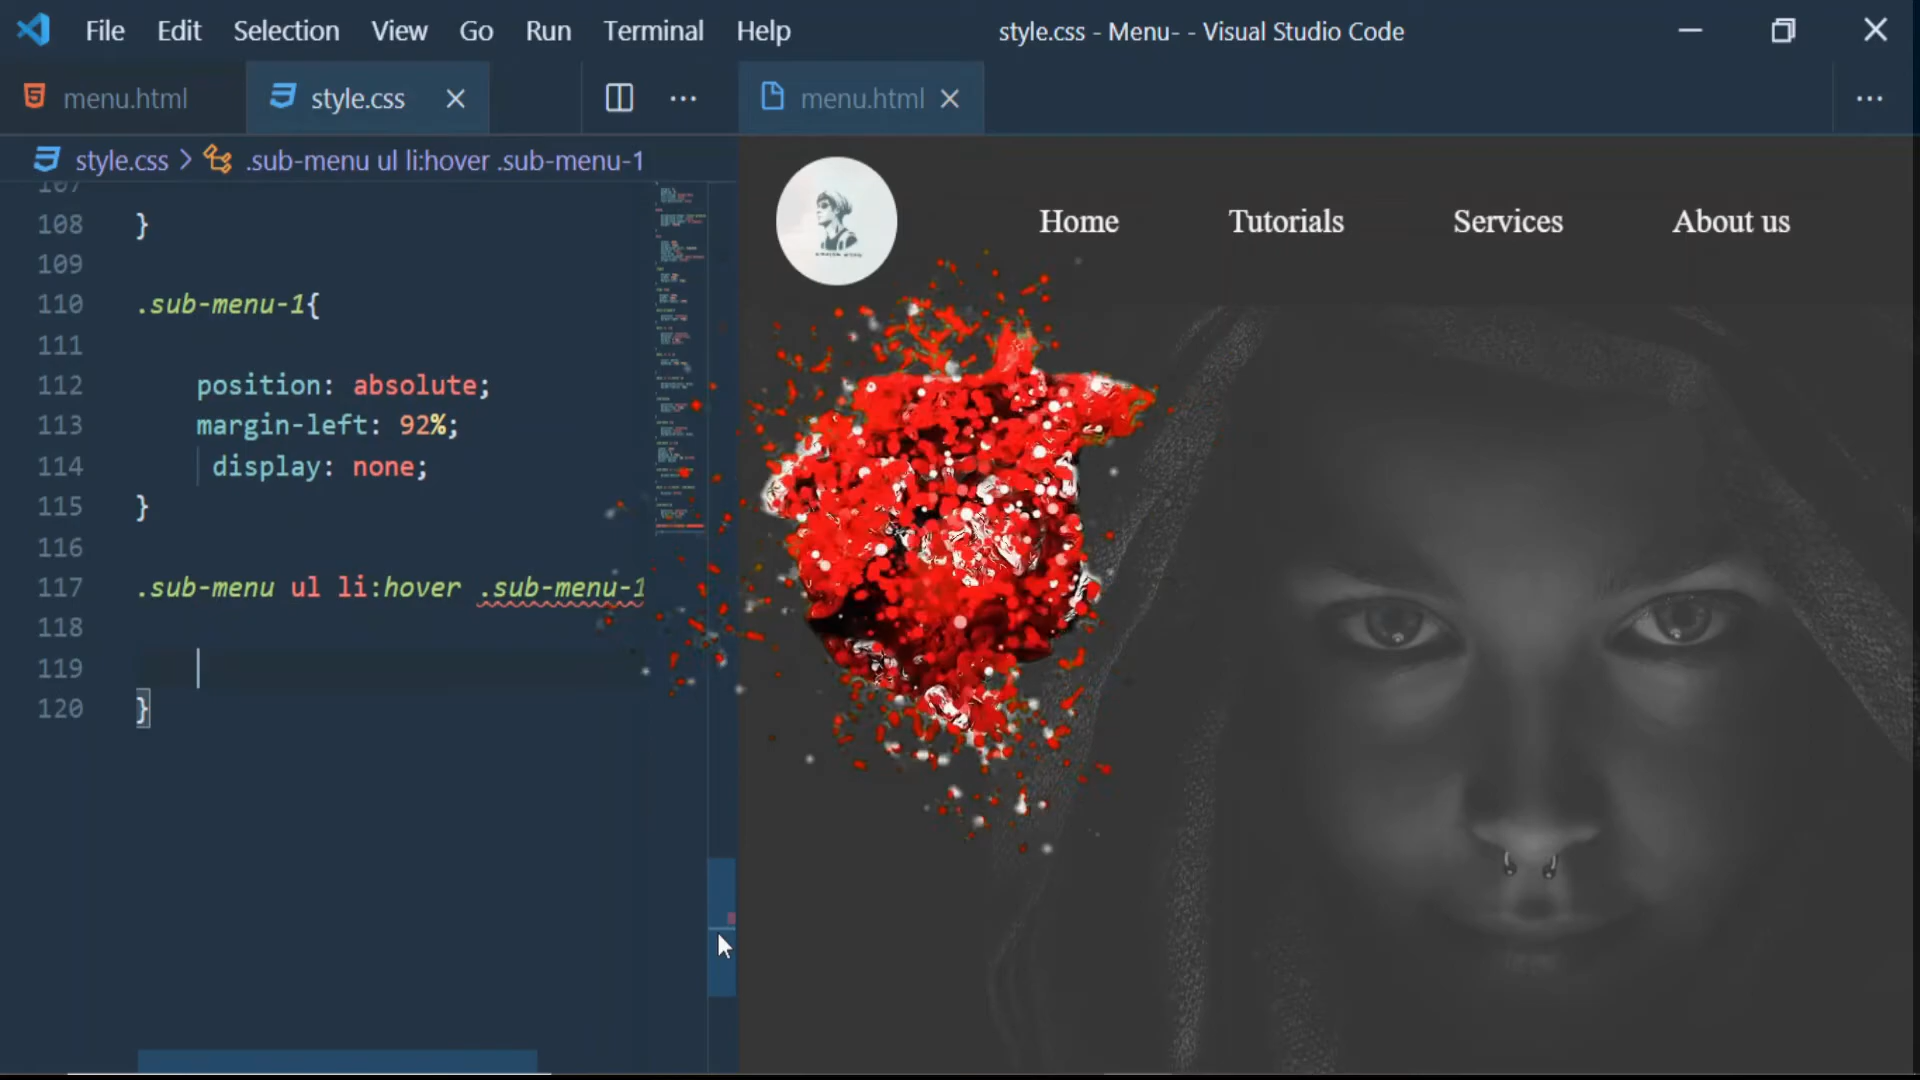 File Edit Selection View Go Run Terminal Help style.css - Menu- - Visual Studio Code
menu.html style.css menu.html
style.css > .sub-menu ul li:hover .sub-menu-1
107
108 }
109
110 .sub-menu-1{
111
112 position: absolute;
113 margin-left: 92%;
114 display: none;
115 }
116
117 .sub-menu ul li:hover .sub-menu-1
118
119
120 }
Home Tutorials Services About us